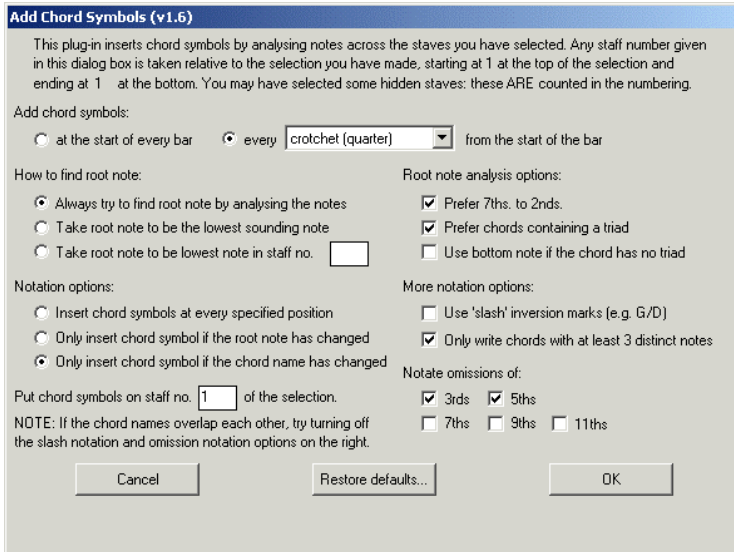 Add Chord Symbols (v1.6)
This plug-in inserts chord symbols by analysing notes across the staves you have selected. Any staff number given
in this dialog box is taken relative to the selection you have made, starting at 1 at the top of the selection and
ending at 1 at the bottom. You may have selected some hidden staves: these ARE counted in the numbering.
Add chord symbols:
at the start of every bar every crotchet (quarter) from the start of the bar
How to find root note:
Always try to find root note by analysing the notes
Take root note to be the lowest sounding note
Take root note to be lowest note in staff no.
Root note analysis options:
Prefer 7ths. to 2nds.
Prefer chords containing a triad
Use bottom note if the chord has no triad
Notation options:
Insert chord symbols at every specified position
Only insert chord symbol if the root note has changed
Only insert chord symbol if the chord name has changed
More notation options:
Use 'slash' inversion marks (e.g. G/D)
Only write chords with at least 3 distinct notes
Notate omissions of:
3rds 5ths
7ths 9ths 11ths
Put chord symbols on staff no. 1 of the selection.
NOTE: If the chord names overlap each other, try turning off
the slash notation and omission notation options on the right.
Cancel Restore defaults... OK